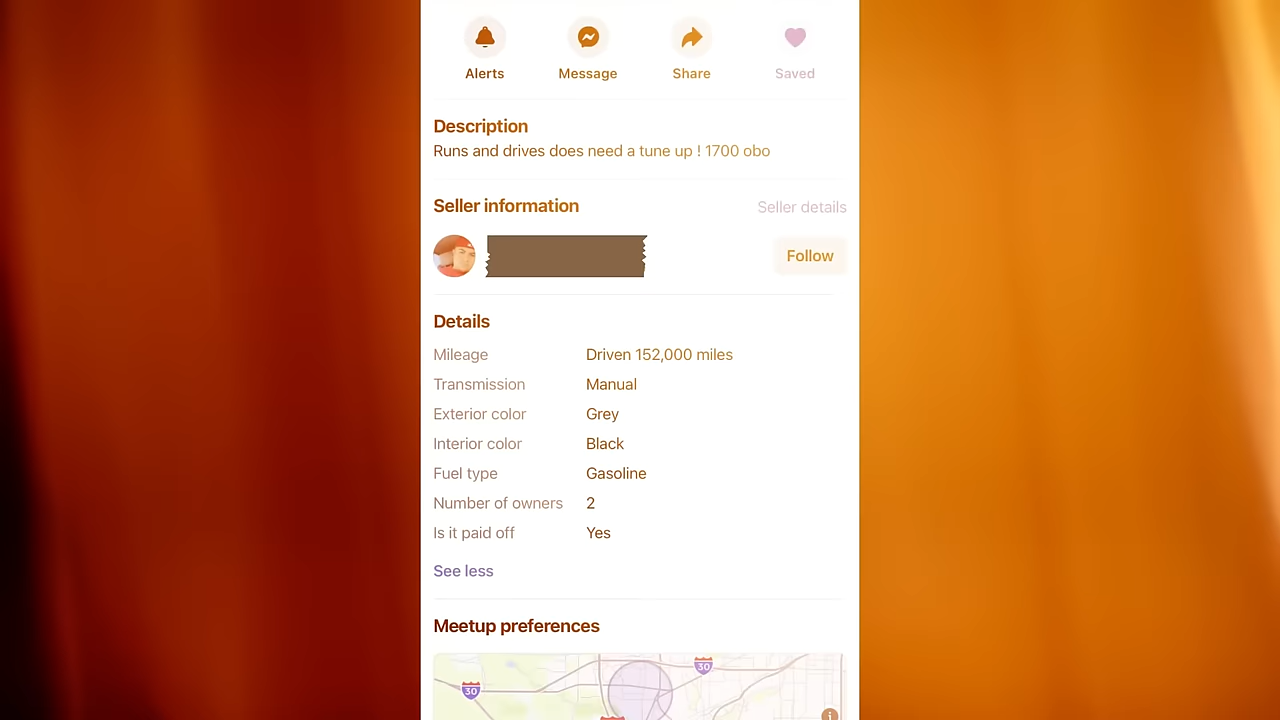 Alerts Message Share Saved
Description
Runs and drives does need a tune up ! 1700 obo
Seller information Seller details
Follow
Details
Mileage Driven 152,000 miles
Transmission Manual
Exterior color Grey
Interior color Black
Fuel type Gasoline
Number of owners 2
Is it paid off Yes
See less
Meetup preferences
30
30
i